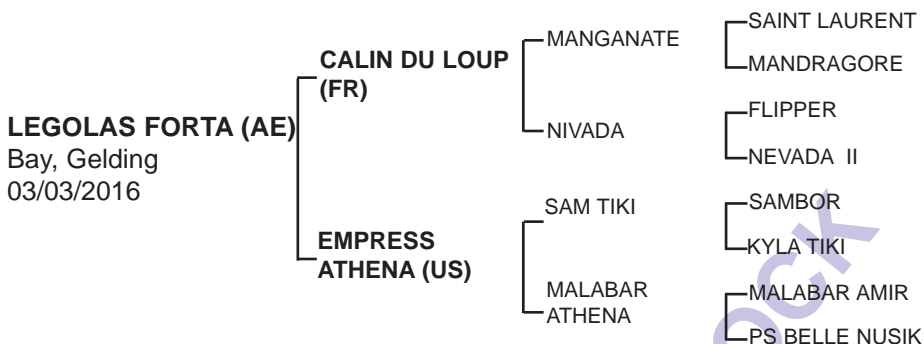 SAINT LAURENT
MANGANATE
CALIN DU LOUP
(FR)
MANDRAGORE
FLIPPER
LEGOLAS FORTA (AE)
NIVADA
Bay, Gelding
NEVADA II
03/03/2016
SAMBOR
SAM TIKI
EMPRESS
ATHENA (US)
KYLA TIKI
MALABAR
ATHENA
MALABAR AMIR
PS BELLE NUSIK
OCK